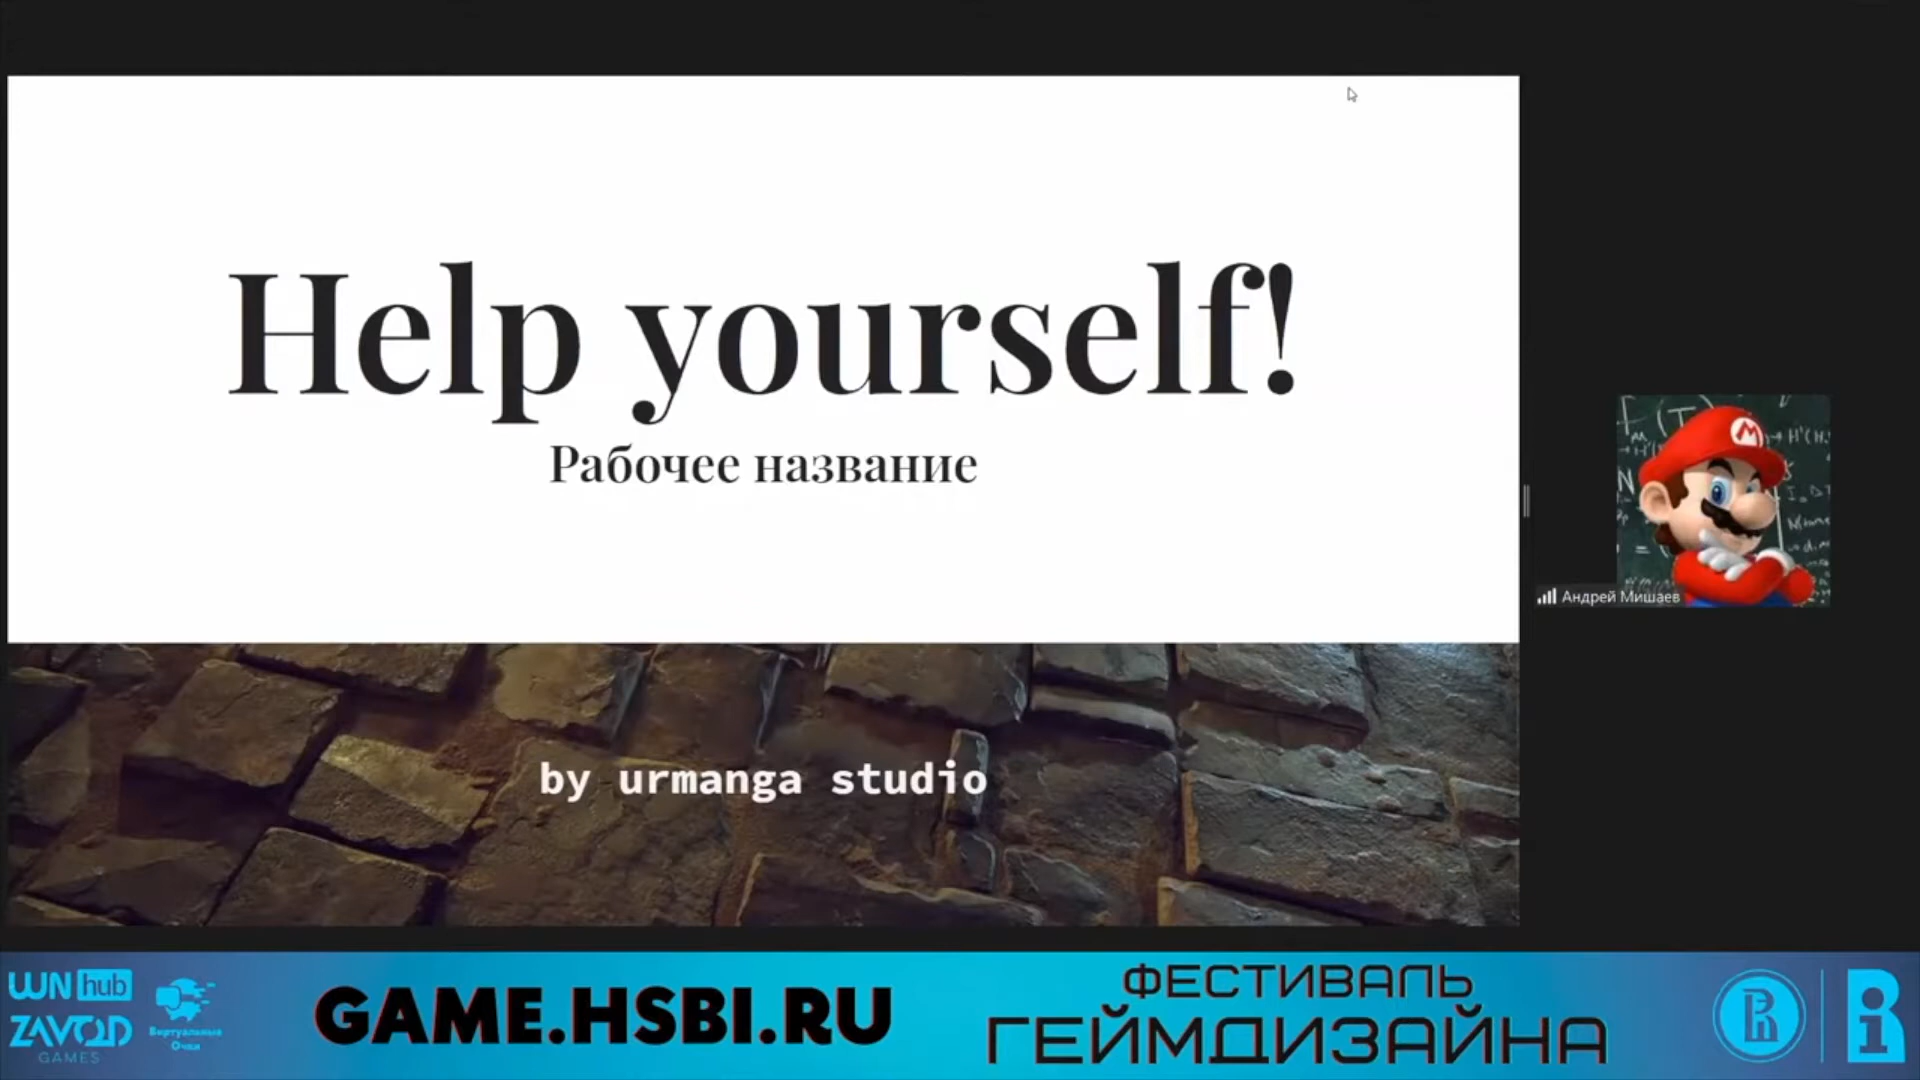 Help yourself!
Рабочее название
by urmanga studio
Андрей Мишаев
WN hub
ZAVOD
GAMES
Виртуальные
Очки
GAME.HSBI.RU
ФЕСТИВАЛЬ
ГЕЙМДИЗАЙНА